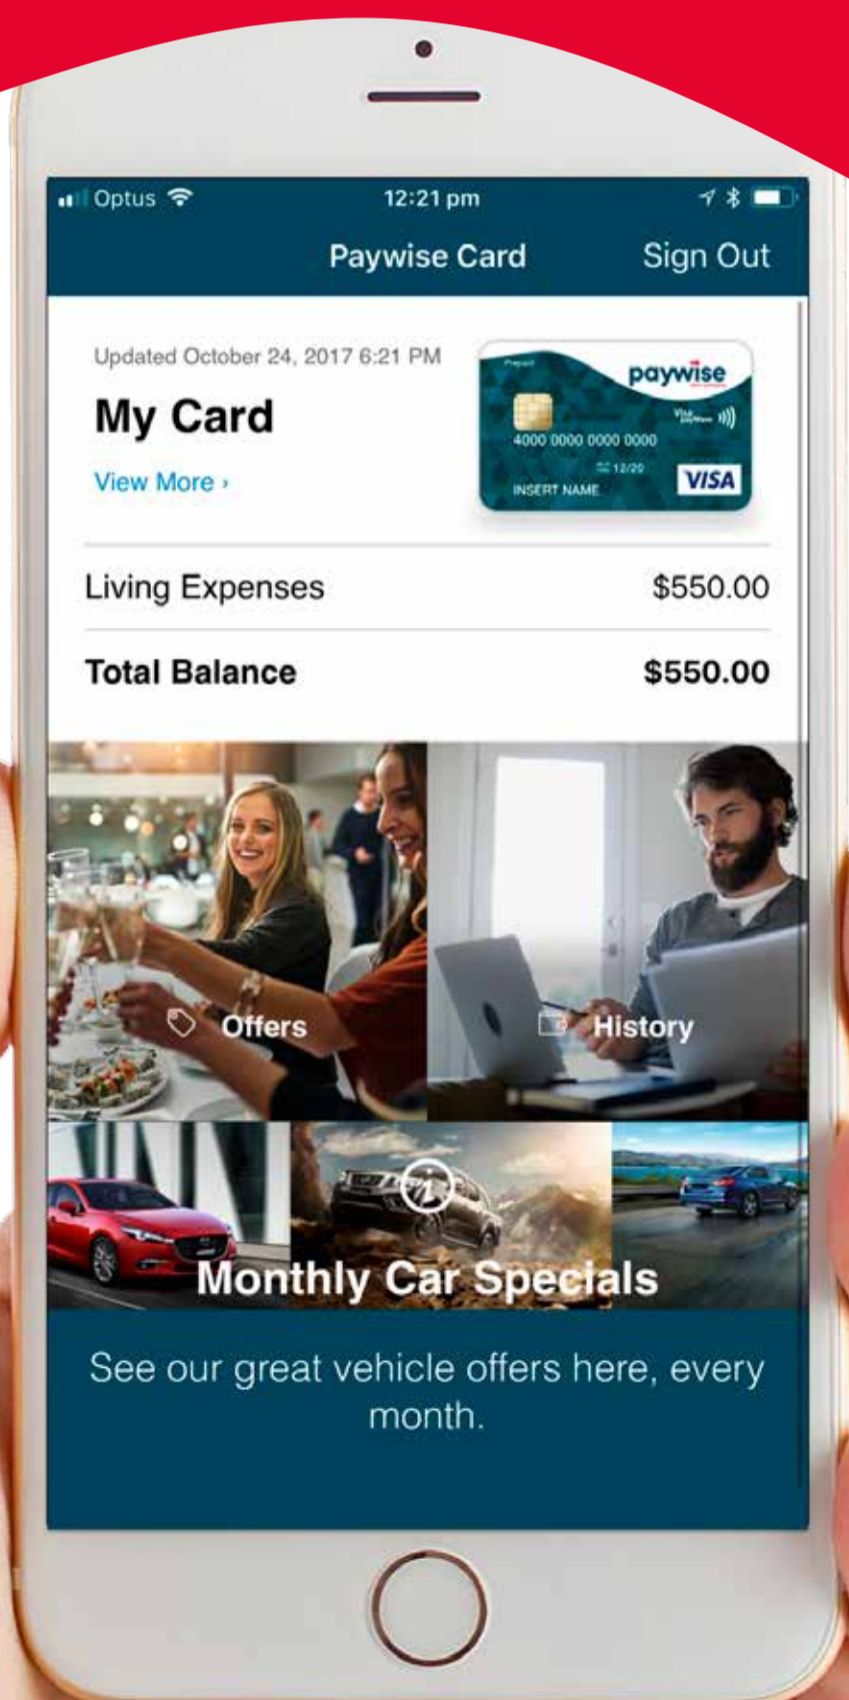 Optus 12:21 pm
Paywise Card Sign Out
Updated October 24, 2017 6:21 PM
My Card
View More ›
Prepaid
paywise
Visa payWave
4000 0000 0000 0000
12/20
INSERT NAME
VISA
Living Expenses $550.00
Total Balance $550.00
Offers
History
Monthly Car Specials
See our great vehicle offers here, every
month.